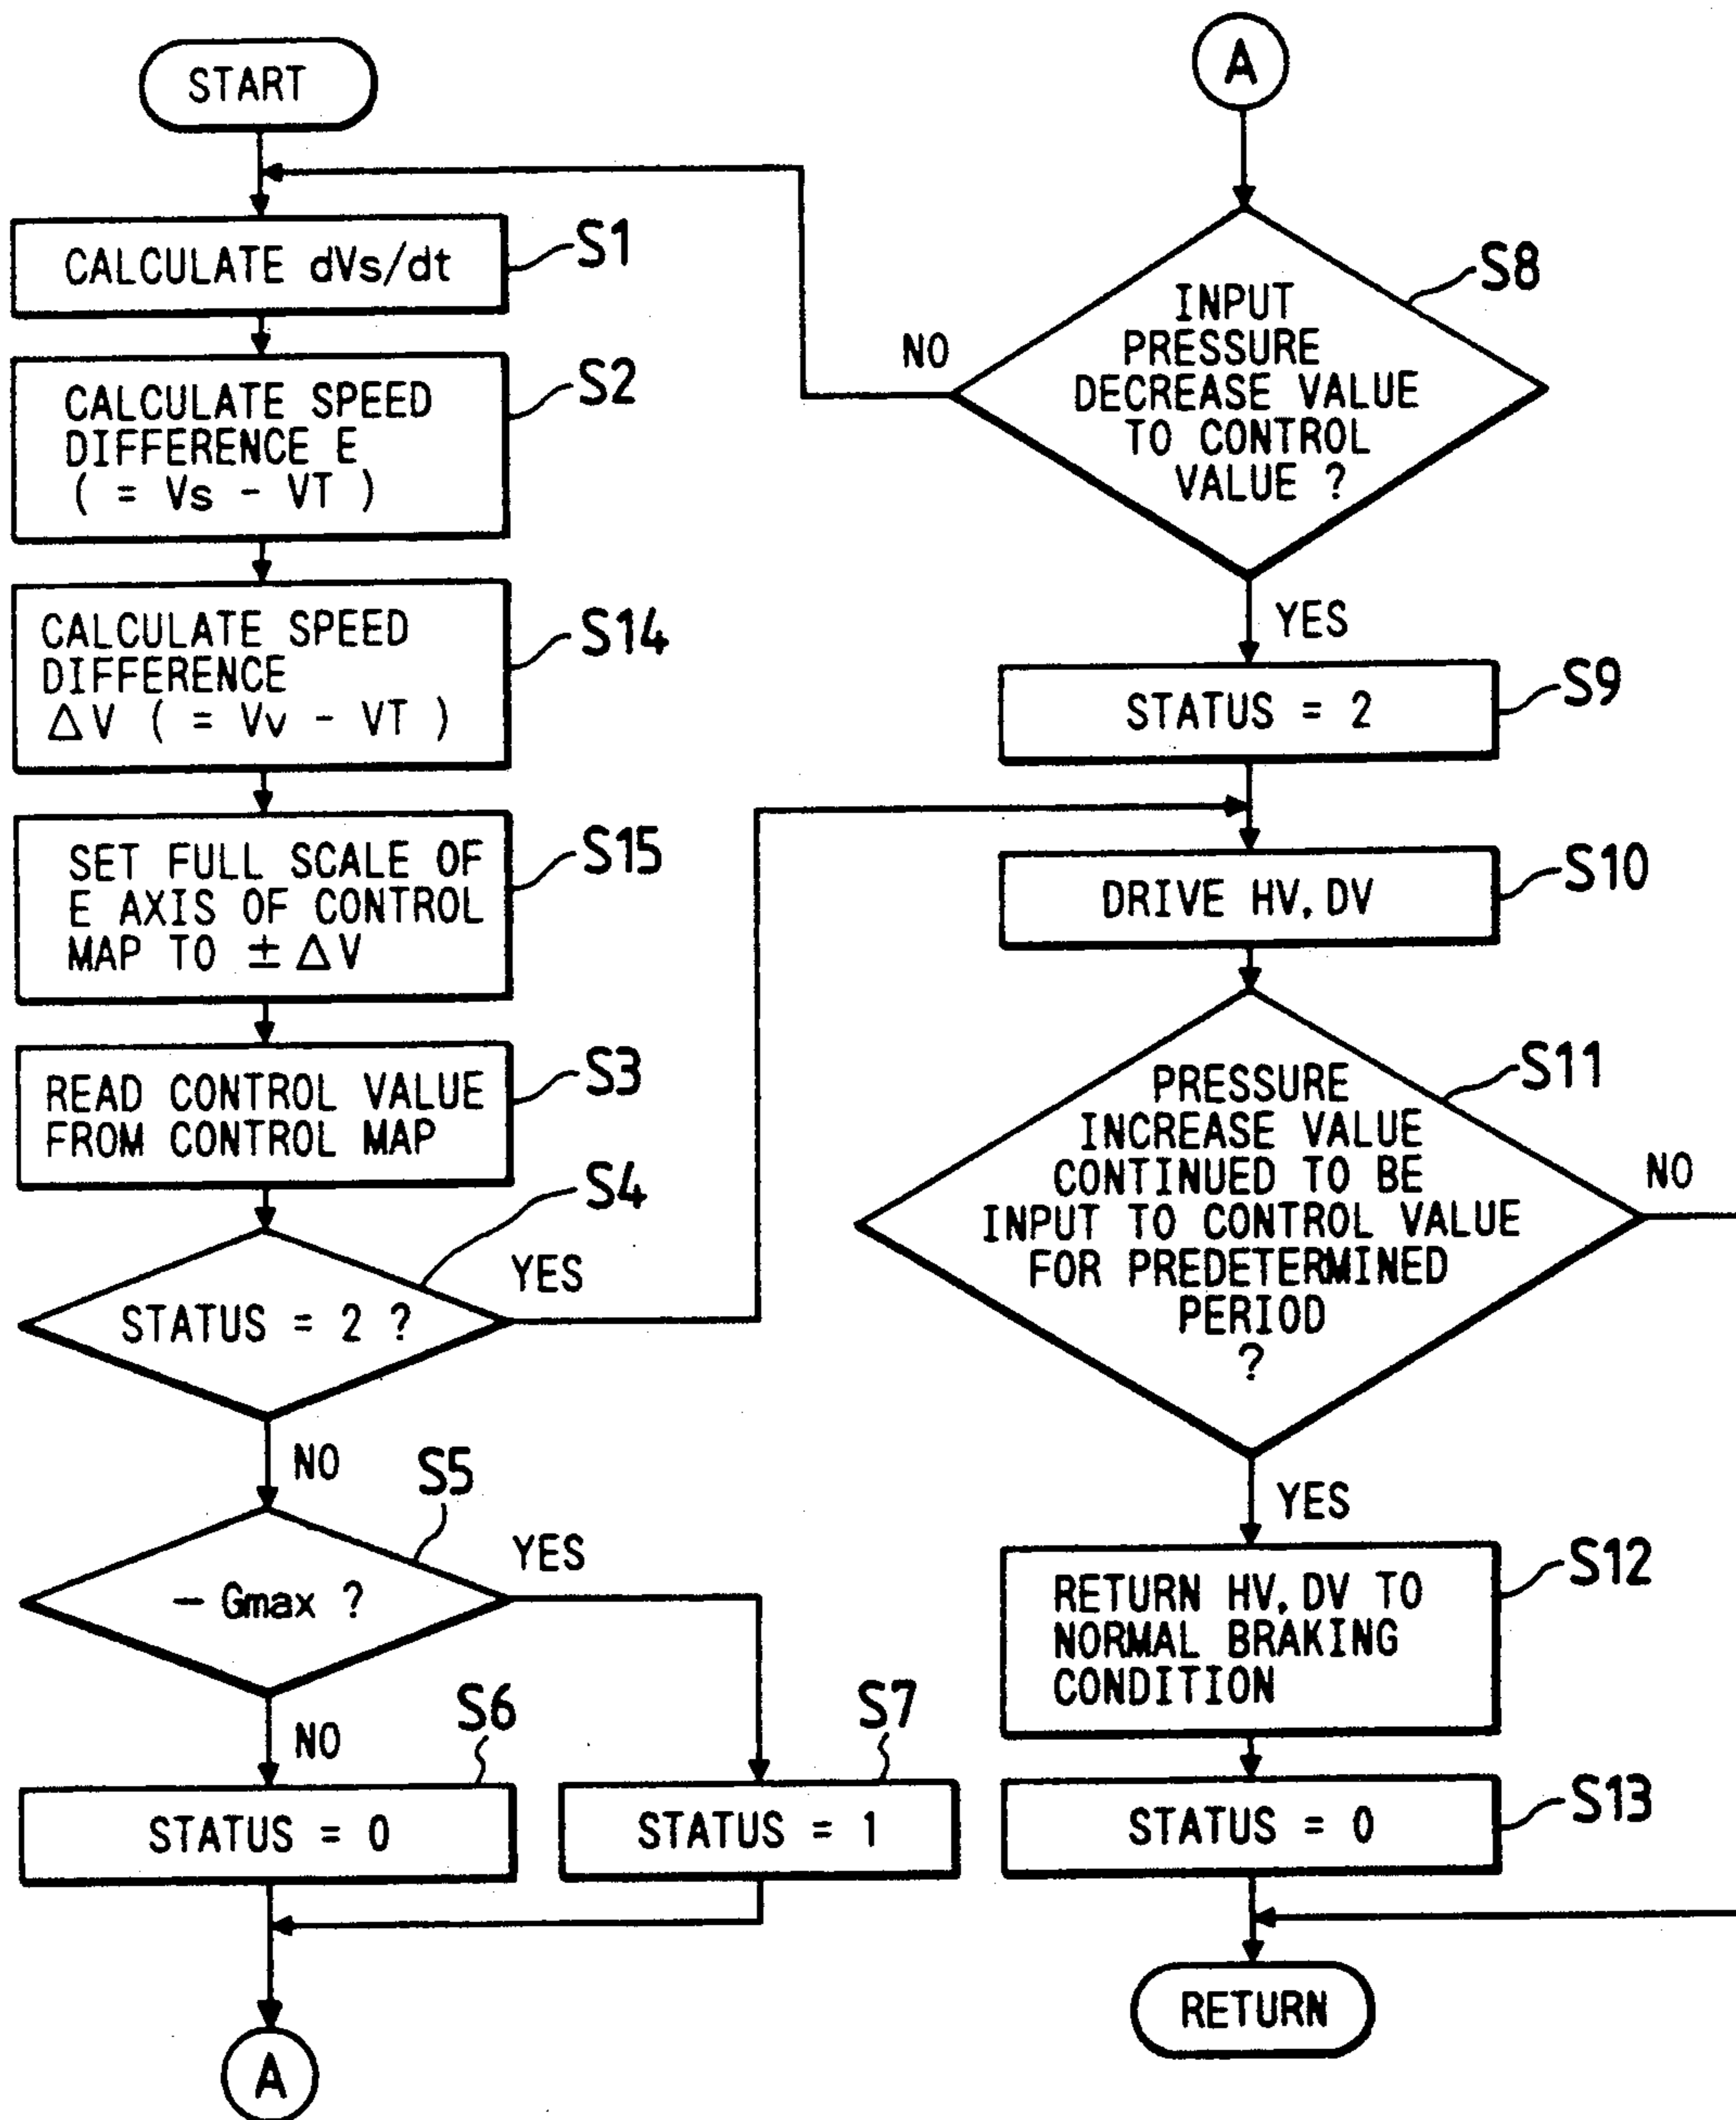 START
CALCULATE dVs/dt
S1
CALCULATE SPEED
DIFFERENCE E
( = Vs - VT )
S2
CALCULATE SPEED
DIFFERENCE
△V ( = Vv - VT )
S14
SET FULL SCALE OF
E AXIS OF CONTROL
MAP TO ± △V
S15
READ CONTROL VALUE
FROM CONTROL MAP
S3
S4
STATUS = 2 ?
YES
NO
S5
- Gmax ?
YES
NO
S6
STATUS = 0
S7
STATUS = 1
A
A
S8
INPUT
PRESSURE
DECREASE VALUE
TO CONTROL
VALUE ?
NO
YES
STATUS = 2
S9
DRIVE HV, DV
S10
PRESSURE
INCREASE VALUE
CONTINUED TO BE
INPUT TO CONTROL VALUE
FOR PREDETERMINED
PERIOD
?
S11
NO
YES
RETURN HV, DV TO
NORMAL BRAKING
CONDITION
S12
STATUS = 0
S13
RETURN